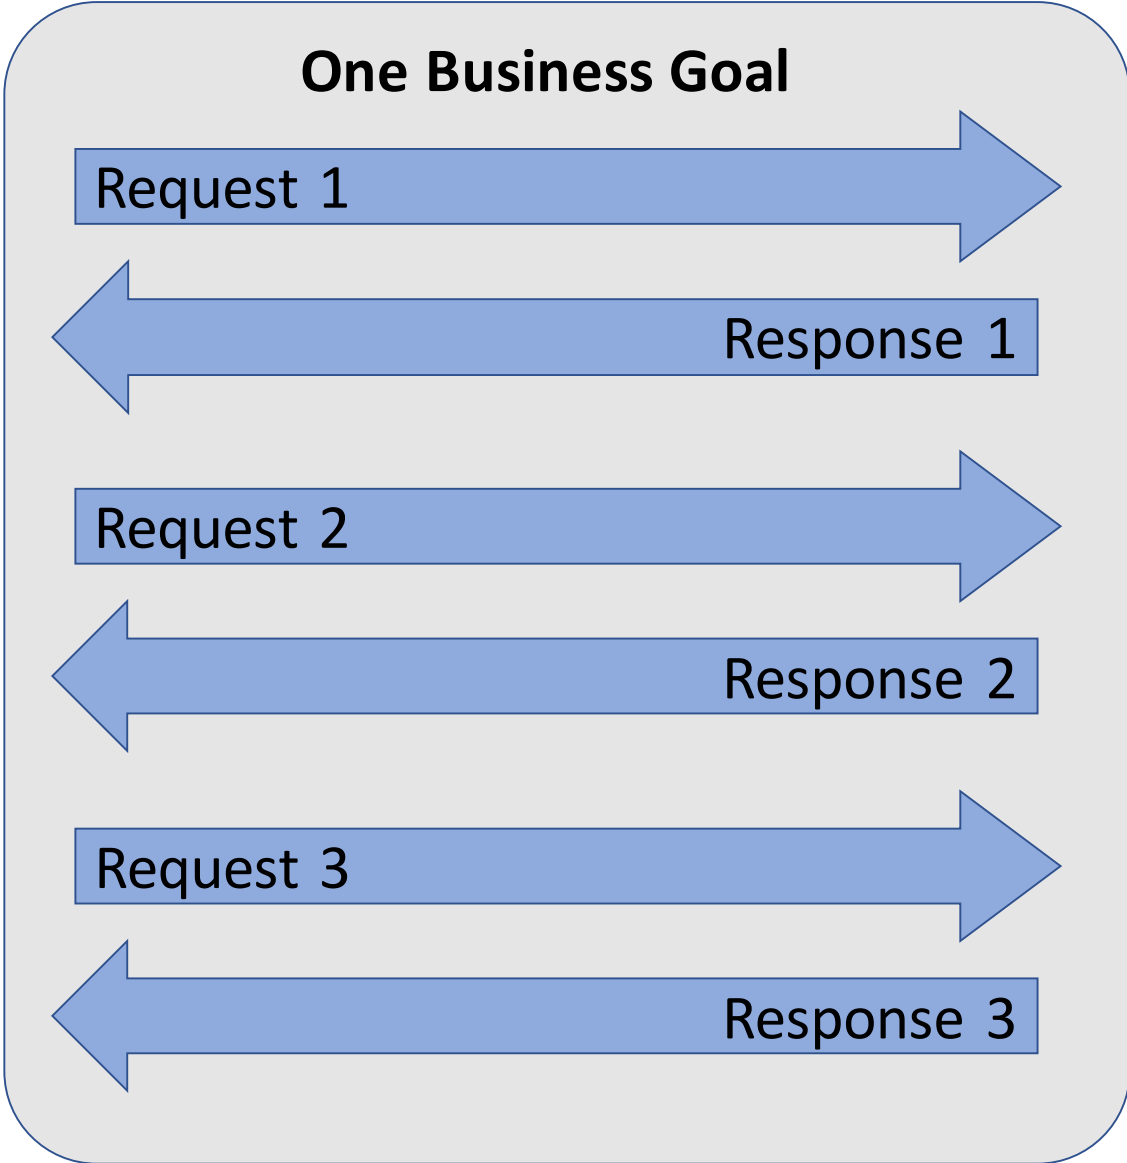 One Business Goal
Request 1
Response 1
Request 2
Response 2
Request 3
Response 3